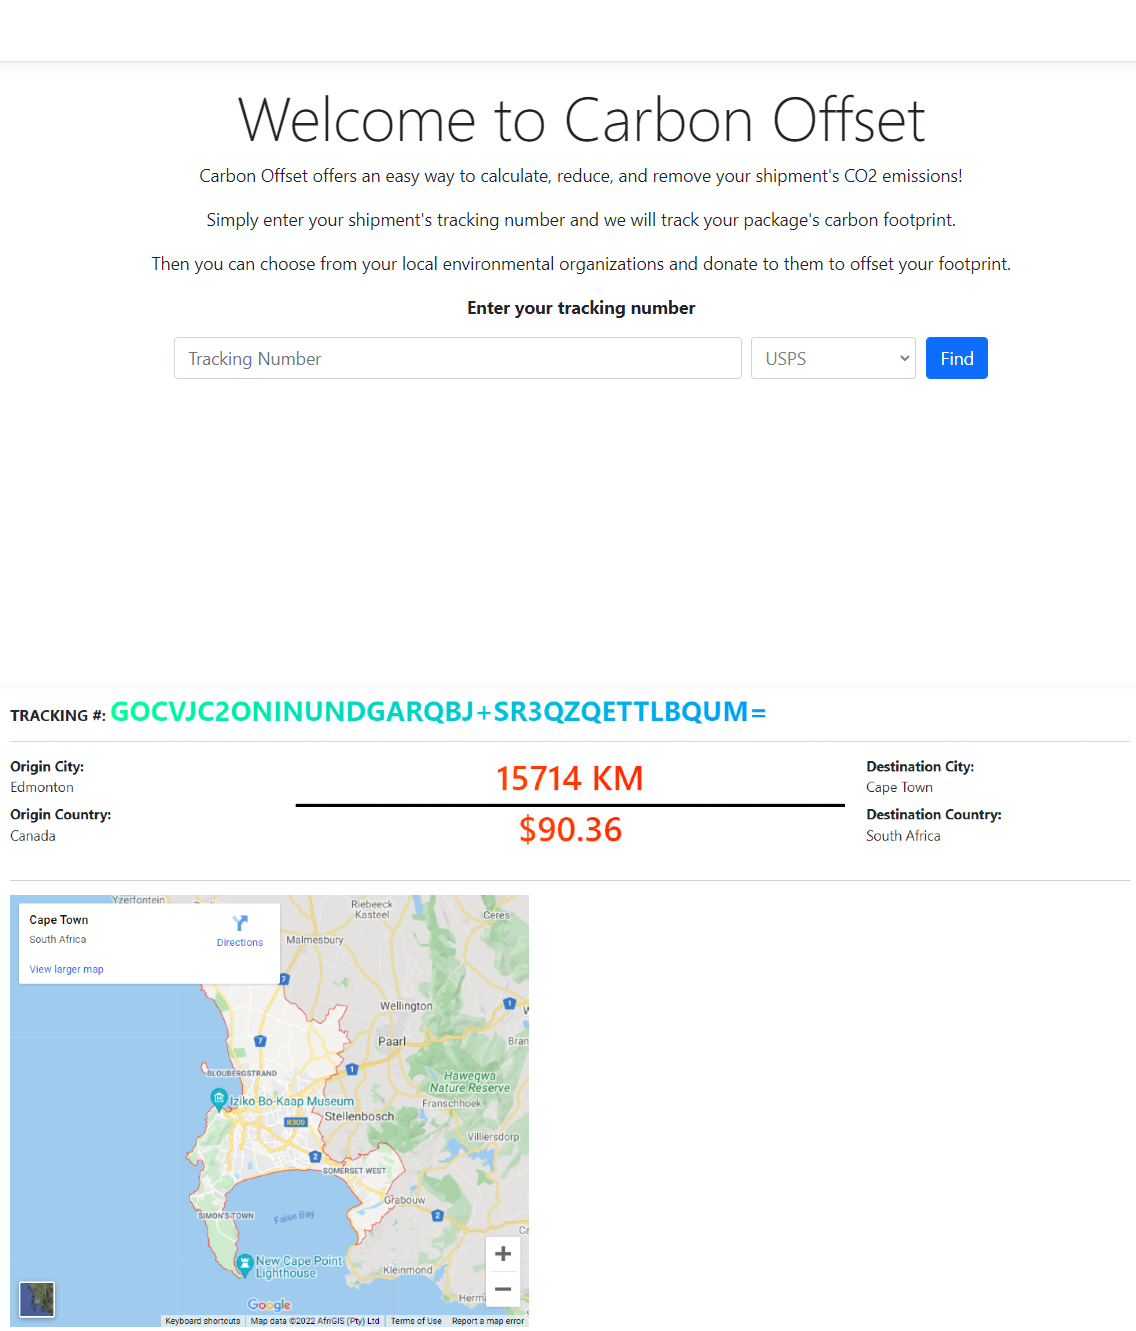 Welcome to Carbon Offset
Carbon Offset offers an easy way to calculate, reduce, and remove your shipment's CO2 emissions!
Simply enter your shipment's tracking number and we will track your package's carbon footprint.
Then you can choose from your local environmental organizations and donate to them to offset your footprint.
Enter your tracking number
Tracking Number
USPS
Find
TRACKING #: GOCVJC2ONINUNDGARQBJ+SR3QZQETTLBQUM=
Origin City:
Edmonton
Origin Country:
Canada
15714 KM
$90.36
Destination City:
Cape Town
Destination Country:
South Africa
Yzerfontein
Riebeeck
Kasteel
Ceres
Cape Town
South Africa
Directions
View larger map
Malmesbury
7
1
Wellington
7
Paarl
Bran
1
BLOUBERGSTRAND
Hawequa
Nature Reserve
Iziko Bo-Kaap Museum
Franschhoek
R300
Stellenbosch
Villiersdorp
2
SOMERSET WEST
Grabouw
SIMON'S TOWN
False Bay
2
New Cape Point
Lighthouse
Kleinmond
Google
Keyboard shortcuts
Map data ©2022 AfriGIS (Pty) Ltd
Terms of Use
Report a map error